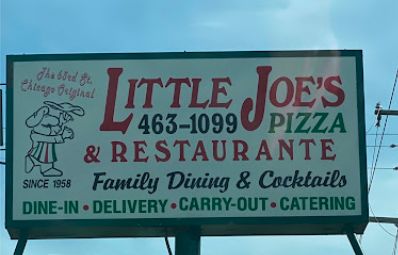 The 63rd St.
Chicago Original
LITTLE JOE'S
463-1099 PIZZA
& RESTAURANTE
SINCE 1958
Family Dining & Cocktails
DINE-IN • DELIVERY • CARRY-OUT • CATERING